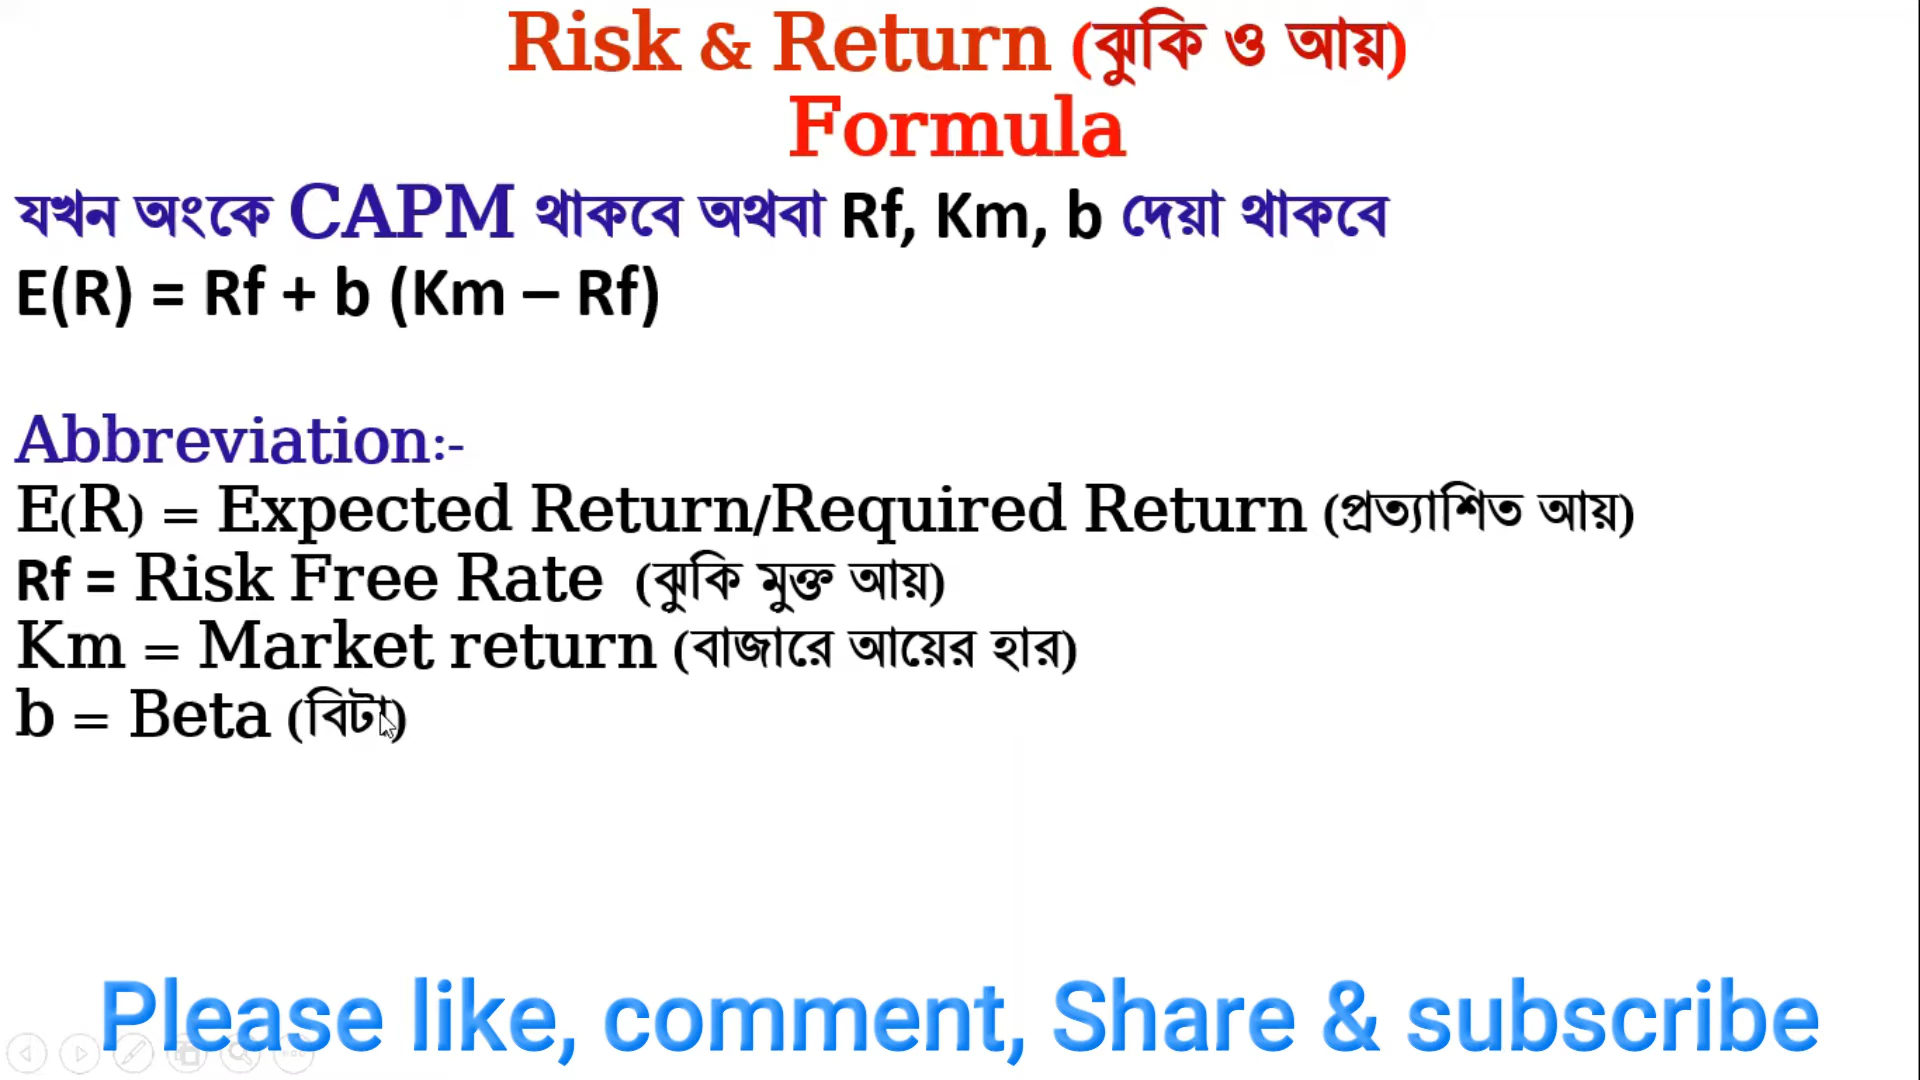 Risk & Return (ঝুকি ও আয়)
Formula
যখন অংকে CAPM থাকবে অথবা Rf, Km, b দেয়া থাকবে
E(R) = Rf + b (Km – Rf)
Abbreviation:-
E(R) = Expected Return/Required Return (প্রত্যাশিত আয়)
Rf = Risk Free Rate (ঝুকি মুক্ত আয়)
Km = Market return (বাজারে আয়ের হার)
b = Beta (বিটা)
Please like, comment, Share & subscribe